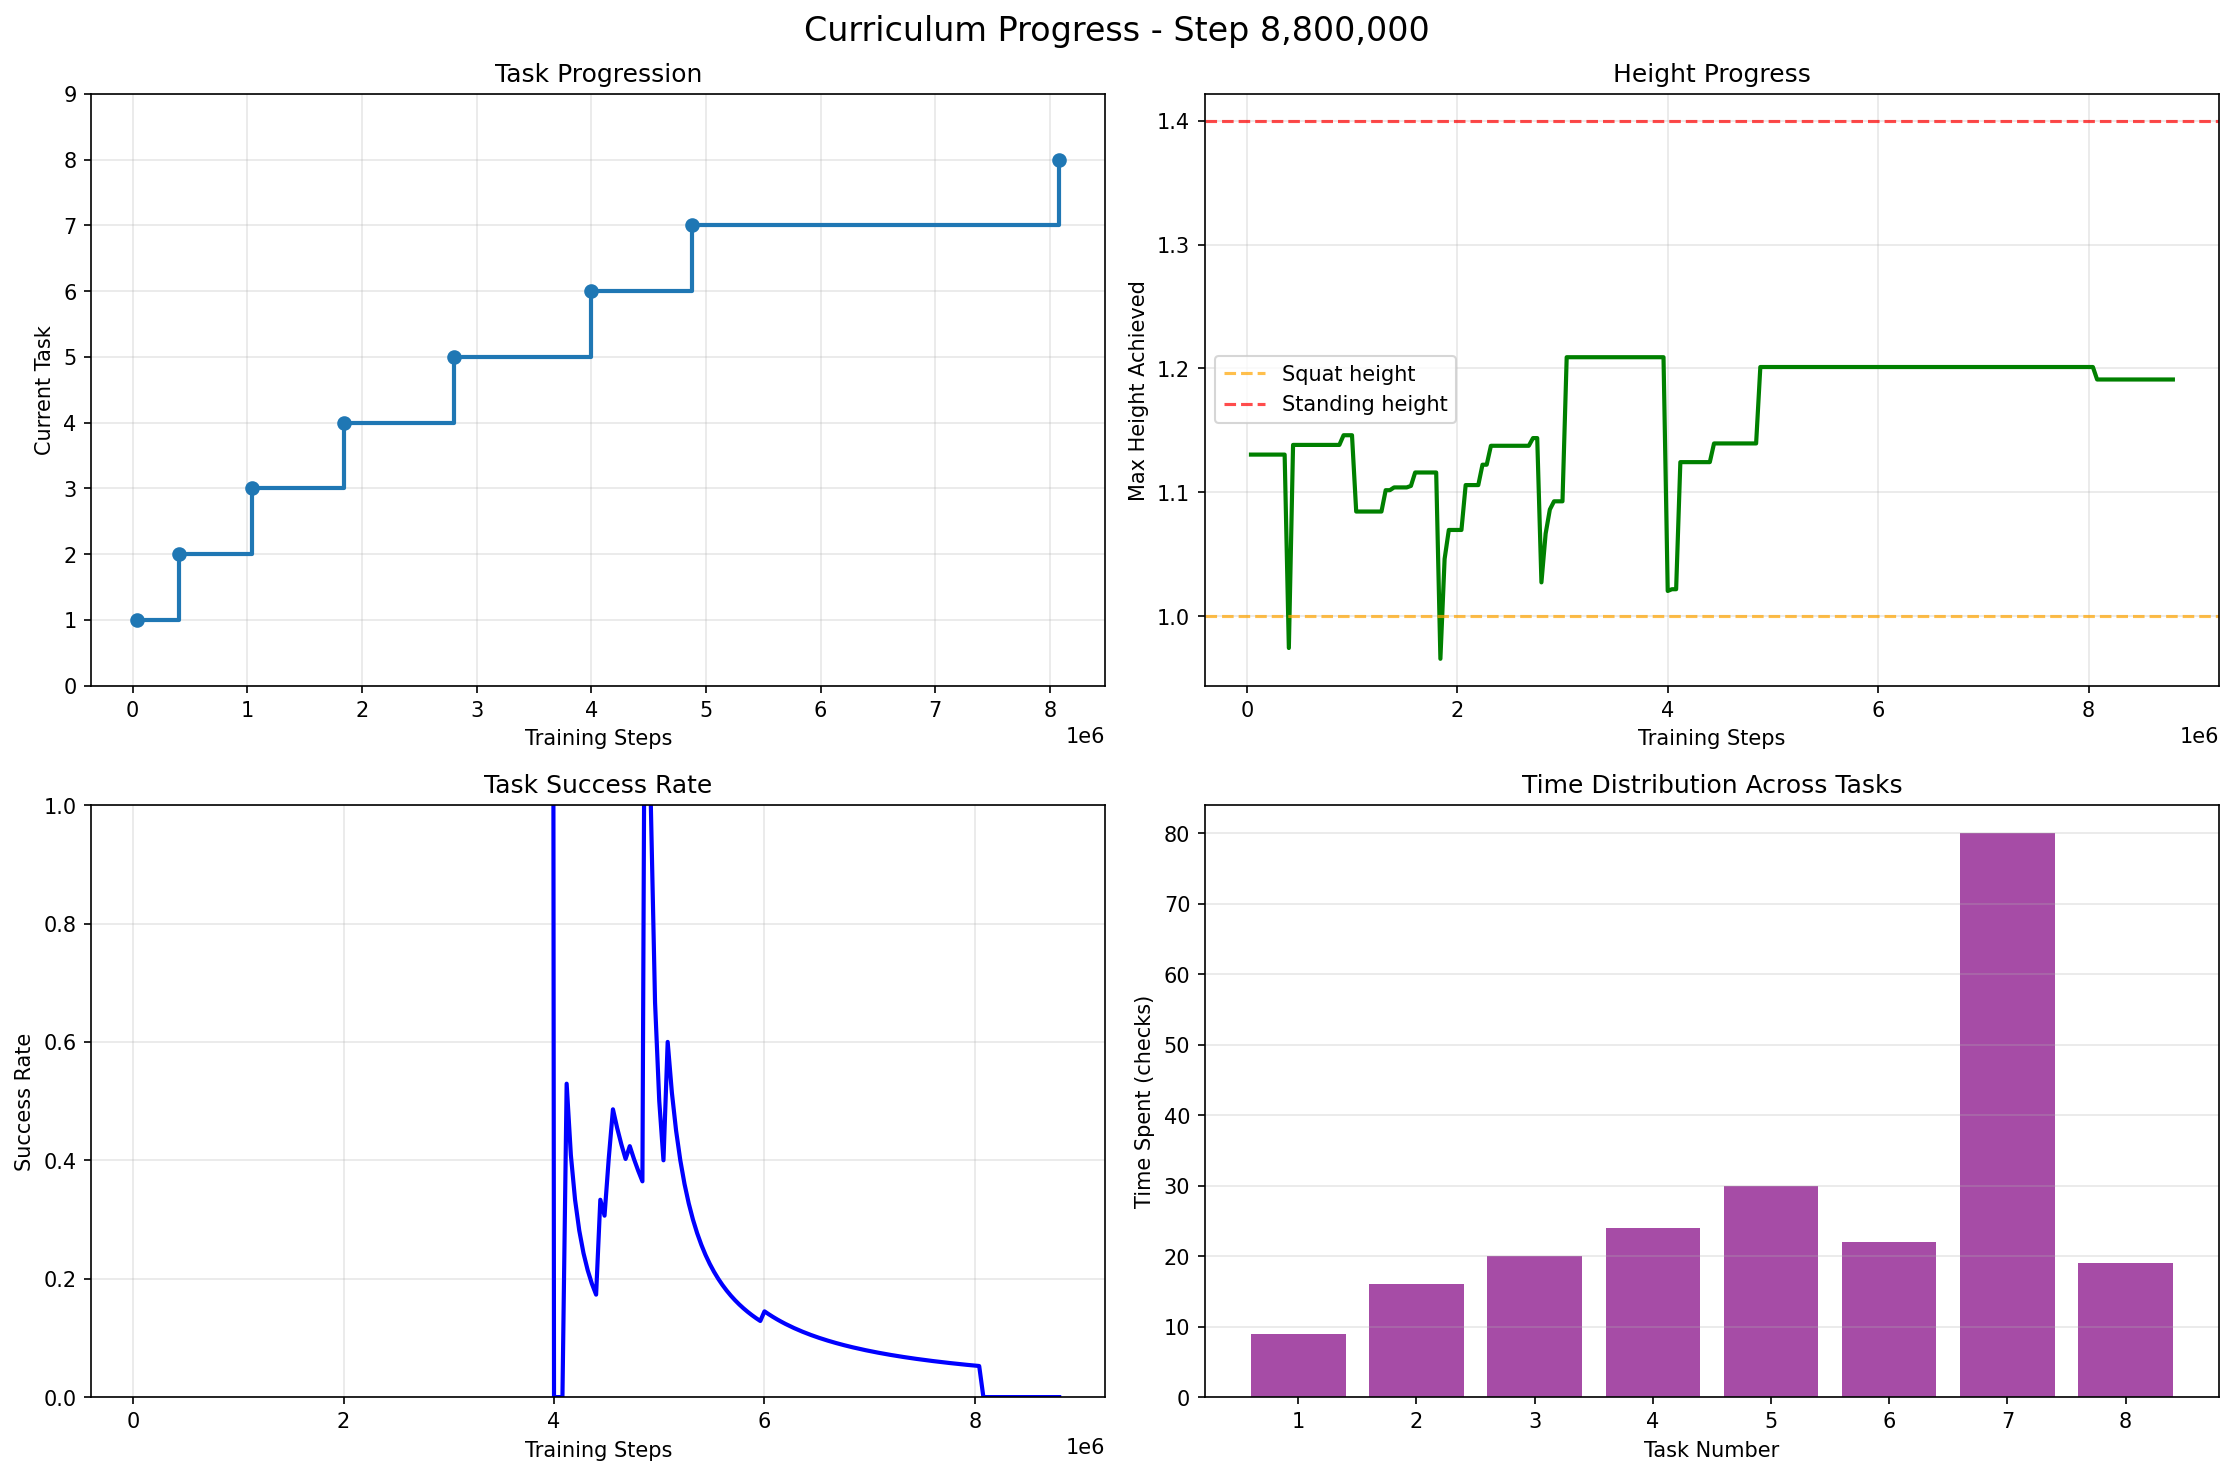 Curriculum Progress - Step 8,800,000
Task Progression
Current Task
9
8
7
6
5
4
3
2
1
0
0 1 2 3 4 5 6 7 8
1e6
Training Steps
Height Progress
Max Height Achieved
1.4
1.3
1.2
1.1
1.0
Squat height
Standing height
0 2 4 6 8
1e6
Training Steps
Task Success Rate
Success Rate
1.0
0.8
0.6
0.4
0.2
0.0
0 2 4 6 8
1e6
Training Steps
Time Distribution Across Tasks
Time Spent (checks)
80
70
60
50
40
30
20
10
0
1 2 3 4 5 6 7 8
Task Number